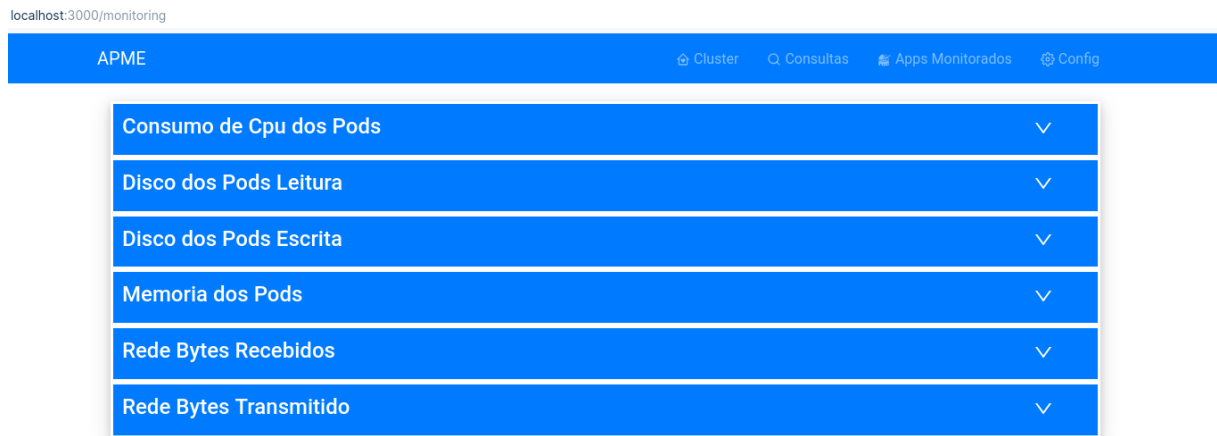 localhost:3000/monitoring
APME Cluster Consultas Apps Monitorados Config
Consumo de Cpu dos Pods
Disco dos Pods Leitura
Disco dos Pods Escrita
Memoria dos Pods
Rede Bytes Recebidos
Rede Bytes Transmitido